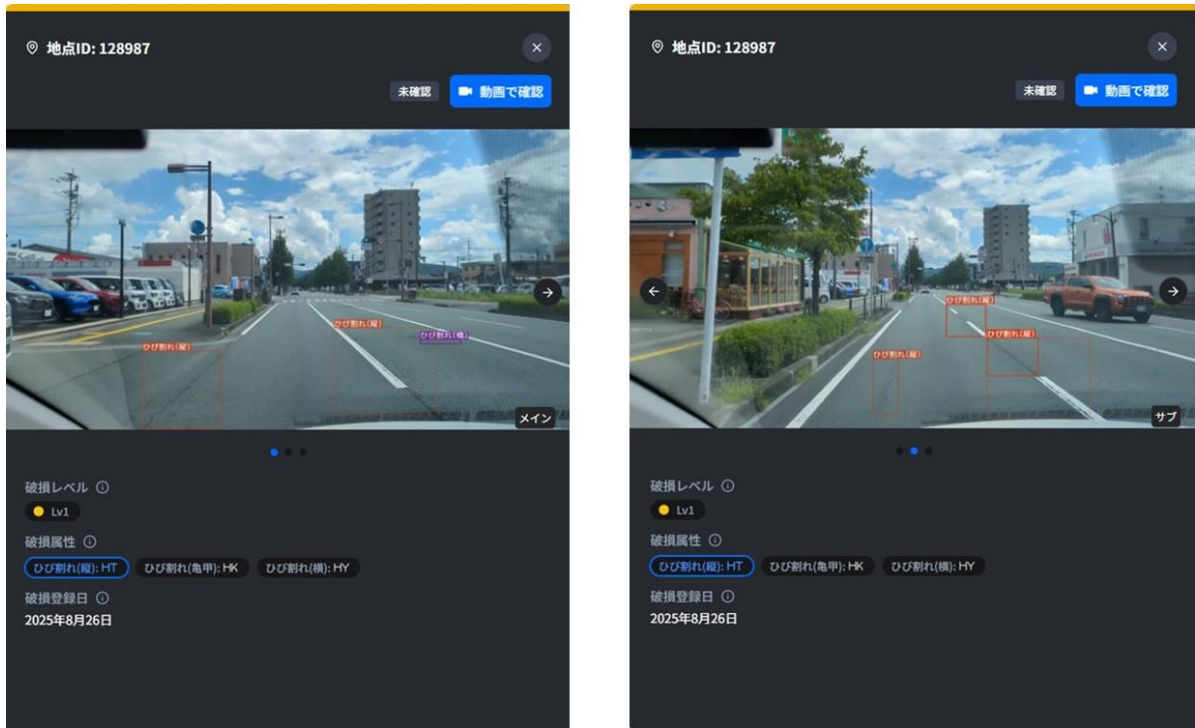 地点ID: 128987
未確認
動画で確認
ひび割れ(縦)
ひび割れ(横)
ひび割れ(縦)
メイン
破損レベル
Lv1
破損属性
ひび割れ(縦): HT
ひび割れ(亀甲): HK
ひび割れ(横): HY
破損登録日
2025年8月26日
地点ID: 128987
未確認
動画で確認
ひび割れ(縦)
ひび割れ(縦)
ひび割れ(縦)
サブ
破損レベル
Lv1
破損属性
ひび割れ(縦): HT
ひび割れ(亀甲): HK
ひび割れ(横): HY
破損登録日
2025年8月26日